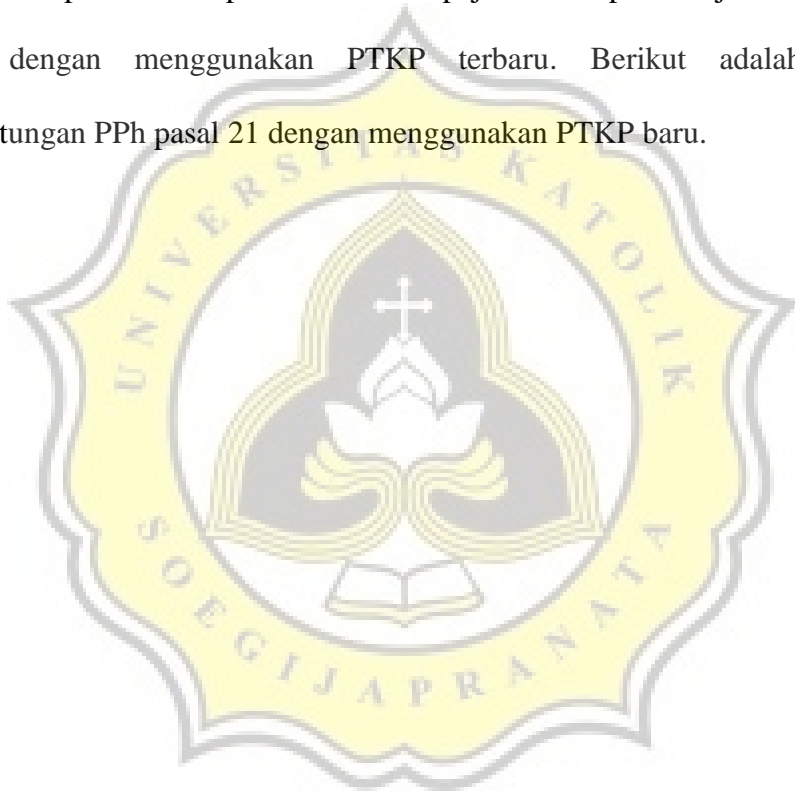 dengan menggunakan PTKP terbaru. Berikut adalah
tungan PPh pasal 21 dengan menggunakan PTKP baru.
UNIVERSITAS KATOLIK
SOEGIJAPRANATA